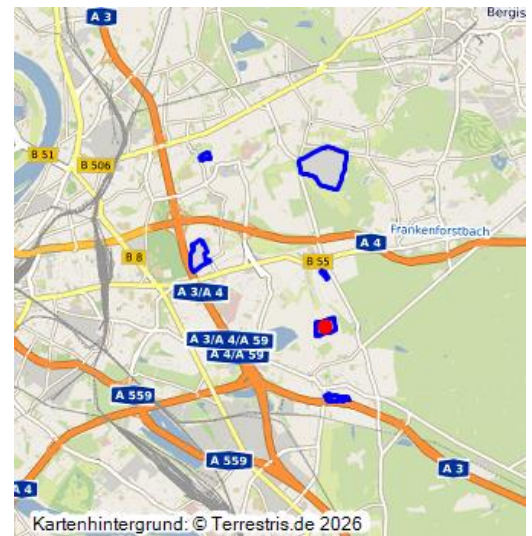 A 3
Bergis
B 51
B 506
Frankenforstbach
A 4
B 8
B 55
A 3/A 4
A 3/A 4/A 59
A 4/A 59
A 559
A 559
A 3
A 4
Kartenhintergrund: © Terrestris.de 2026